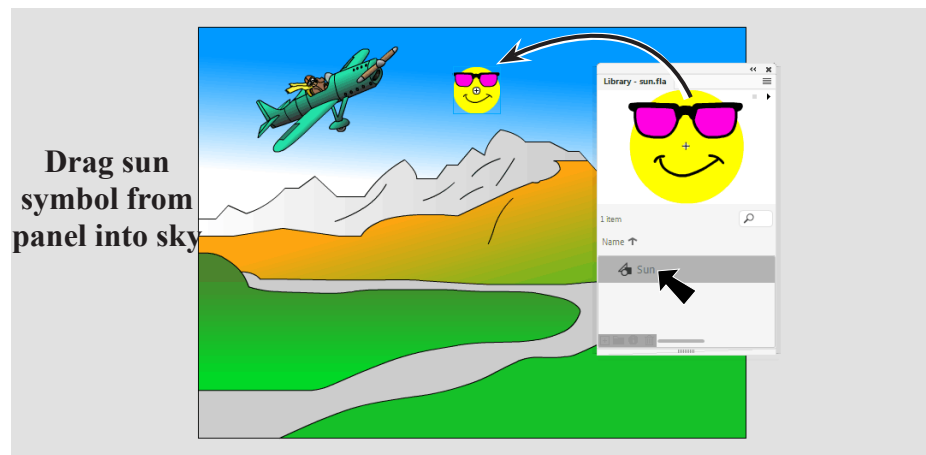 Drag sun
symbol from
panel into sky
Library - sun.fla
1 item
Name
Sun